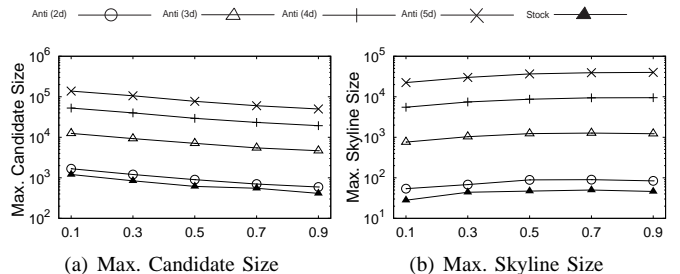 Anti (2d) Anti (3d) Anti (4d) Anti (5d) Stock
Max. Candidate Size
10^6
10^5
10^4
10^3
10^2
0.1 0.3 0.5 0.7 0.9
(a) Max. Candidate Size
Max. Skyline Size
10^5
10^4
10^3
10^2
10^1
0.1 0.3 0.5 0.7 0.9
(b) Max. Skyline Size